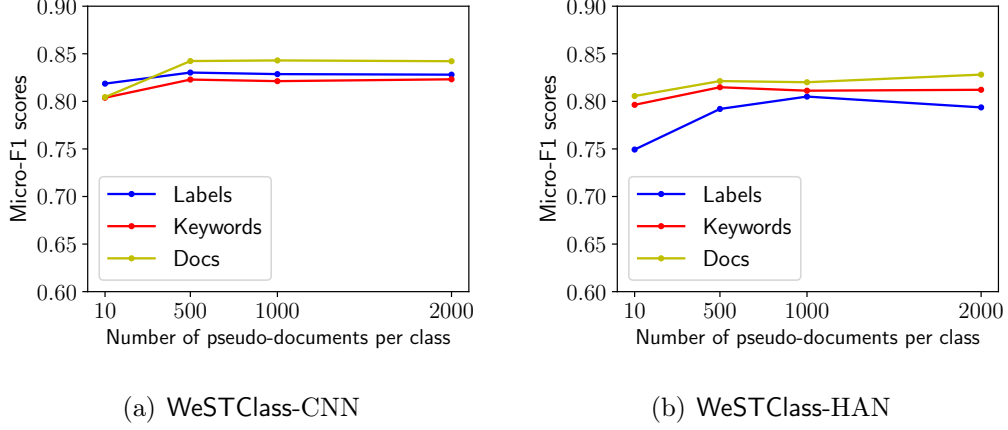 0.90
0.85
0.80
0.75
0.70
0.65
0.60
Micro-F1 scores
Labels
Keywords
Docs
10 500 1000 2000
Number of pseudo-documents per class
(a) WeSTClass-CNN
0.90
0.85
0.80
0.75
0.70
0.65
0.60
Micro-F1 scores
Labels
Keywords
Docs
10 500 1000 2000
Number of pseudo-documents per class
(b) WeSTClass-HAN